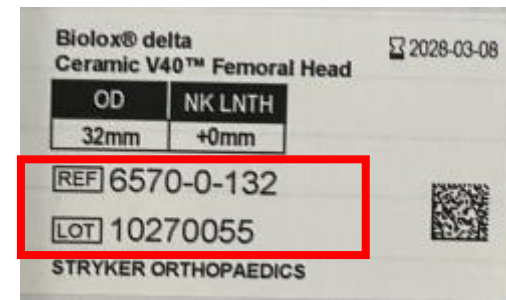 Biolox® delta
Ceramic V40™ Femoral Head
2028-03-08
OD NK LNTH
32mm +0mm
REF 6570-0-132
LOT 10270055
STRYKER ORTHOPAEDICS